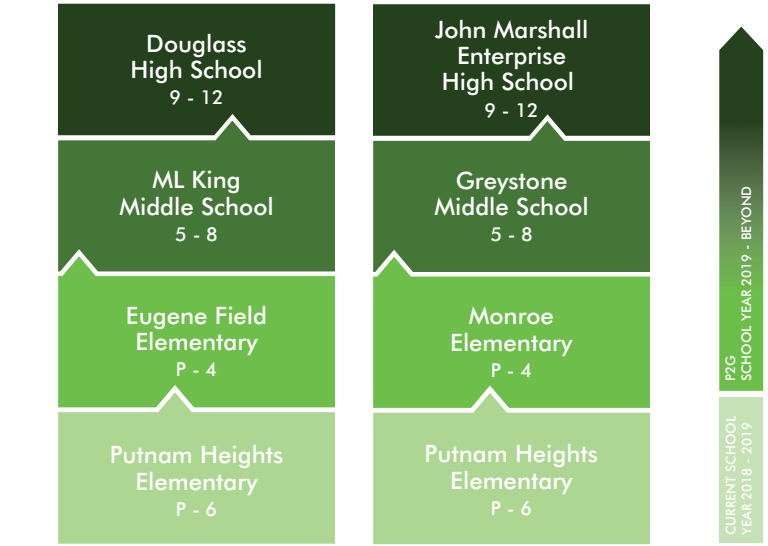 Douglass
High School
9 - 12
ML King
Middle School
5 - 8
Eugene Field
Elementary
P - 4
Putnam Heights
Elementary
P - 6
John Marshall
Enterprise
High School
9 - 12
Greystone
Middle School
5 - 8
Monroe
Elementary
P - 4
Putnam Heights
Elementary
P - 6
P2G
SCHOOL YEAR 2019 - BEYOND
CURRENT SCHOOL
YEAR 2018 - 2019